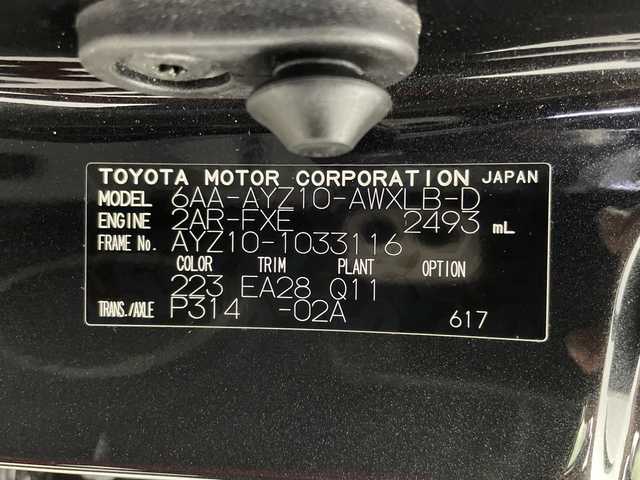 TOYOTA MOTOR CORPORATION JAPAN
MODEL 6AA-AYZ10-AWXLB-D
ENGINE 2AR-FXE 2493 mL
FRAME No. AYZ10-1033116
COLOR TRIM PLANT OPTION
223 EA28 Q11
TRANS./AXLE P314 -02A 617